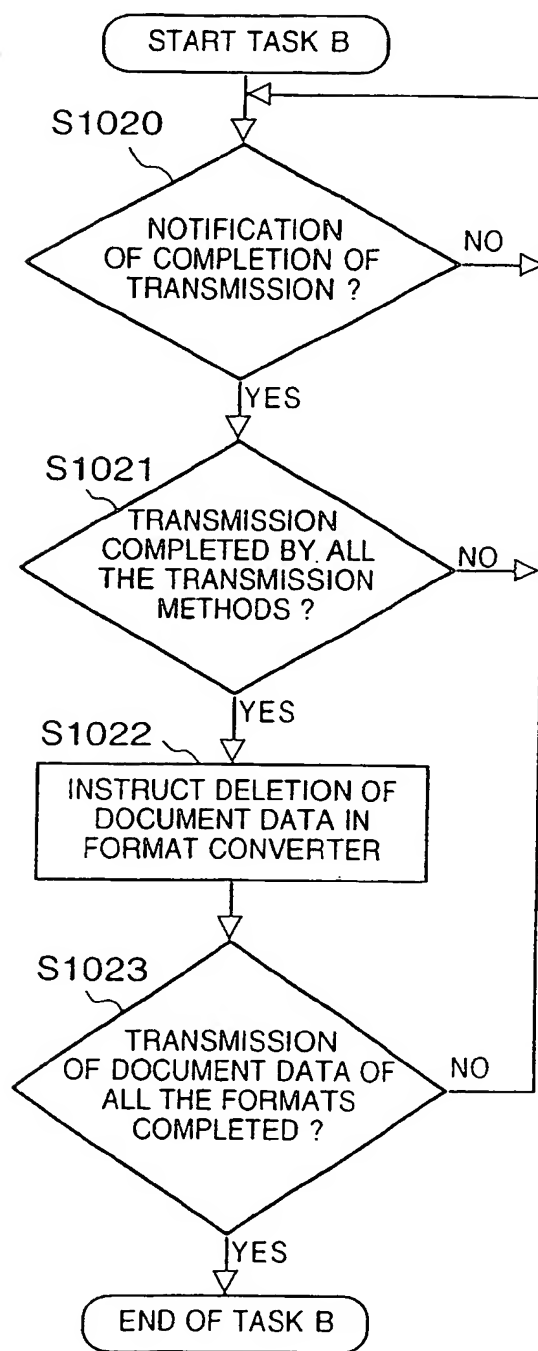 START TASK B
S1020
NOTIFICATION
OF COMPLETION OF
TRANSMISSION ?
NO
YES
S1021
TRANSMISSION
COMPLETED BY ALL
THE TRANSMISSION
METHODS ?
NO
YES
S1022
INSTRUCT DELETION OF
DOCUMENT DATA IN
FORMAT CONVERTER
S1023
TRANSMISSION
OF DOCUMENT DATA OF
ALL THE FORMATS
COMPLETED ?
NO
YES
END OF TASK B